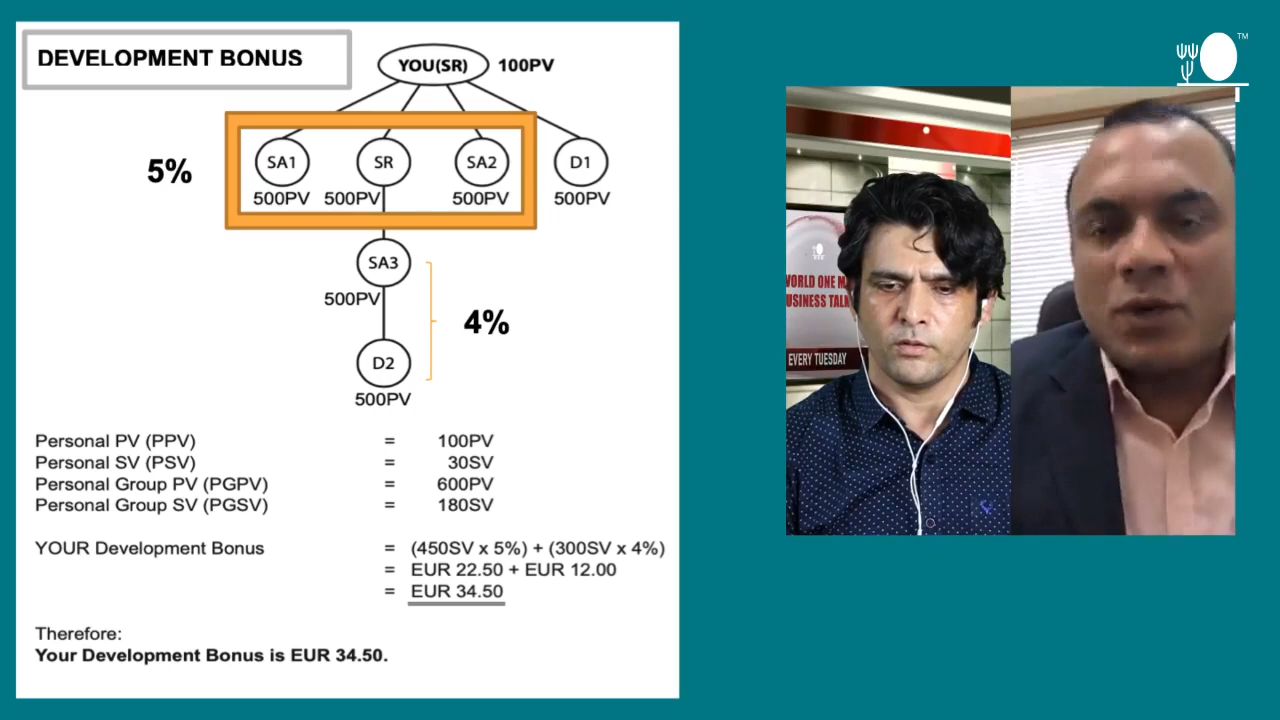 DEVELOPMENT BONUS
YOU(SR) 100PV
5%
SA1 SR SA2 D1
500PV 500PV 500PV 500PV
SA3
500PV
4%
D2
500PV
Personal PV (PPV) = 100PV
Personal SV (PSV) = 30SV
Personal Group PV (PGPV) = 600PV
Personal Group SV (PGSV) = 180SV
YOUR Development Bonus = (450SV x 5%) + (300SV x 4%)
= EUR 22.50 + EUR 12.00
= EUR 34.50
Therefore:
Your Development Bonus is EUR 34.50.
TM
WORLD ONE
EVERY TUESDAY